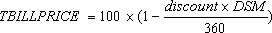 TBILLPRICE = 100 × (1 − discount × DSM / 360)